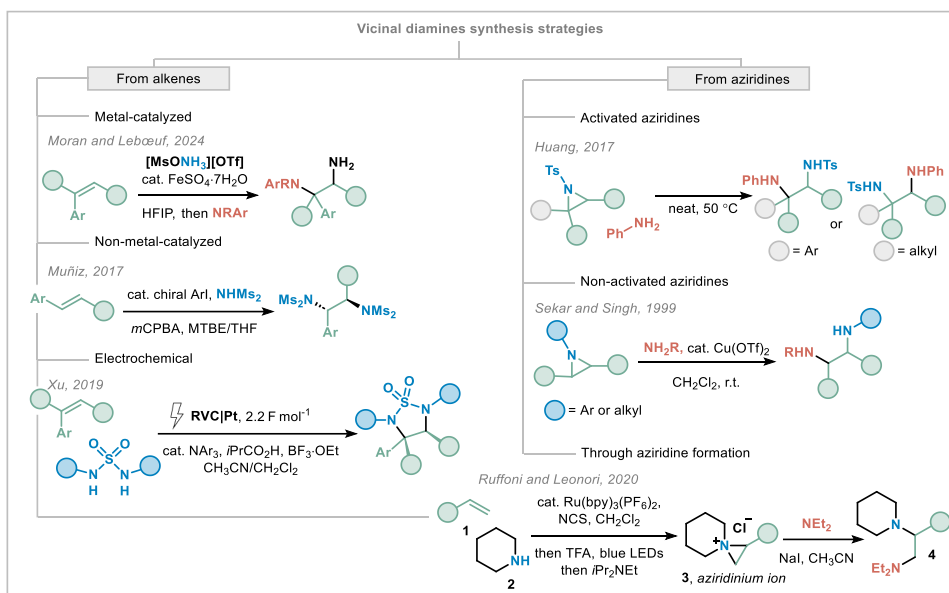 Vicinal diamines synthesis strategies
From alkenes
Metal-catalyzed
Moran and Lebœuf, 2024
Ar
[MsONH3][OTf]
cat. FeSO4·7H2O
HFIP, then NRAr
ArRN
NH2
Ar
Non-metal-catalyzed
Muñiz, 2017
Ar
cat. chiral ArI, NHMs2
mCPBA, MTBE/THF
Ms2N
NMs2
Ar
Electrochemical
Xu, 2019
Ar
O O
S
N N
H H
RVC|Pt, 2.2 F mol-1
cat. NAr3, iPrCO2H, BF3·OEt
CH3CN/CH2Cl2
O O
S
N N
Ar
From aziridines
Activated aziridines
Huang, 2017
Ts
N
Ph NH2
neat, 50 °C
NHTs
PhHN
or
NHPh
TsHN
= Ar
= alkyl
Non-activated aziridines
Sekar and Singh, 1999
N
NH2R, cat. Cu(OTf)2
CH2Cl2, r.t.
HN
RHN
= Ar or alkyl
Through aziridine formation
Ruffoni and Leonori, 2020
1
NH
2
cat. Ru(bpy)3(PF6)2,
NCS, CH2Cl2
then TFA, blue LEDs
then iPr2NEt
Cl−
N+
3, aziridinium ion
NEt2
NaI, CH3CN
N
Et2N
4